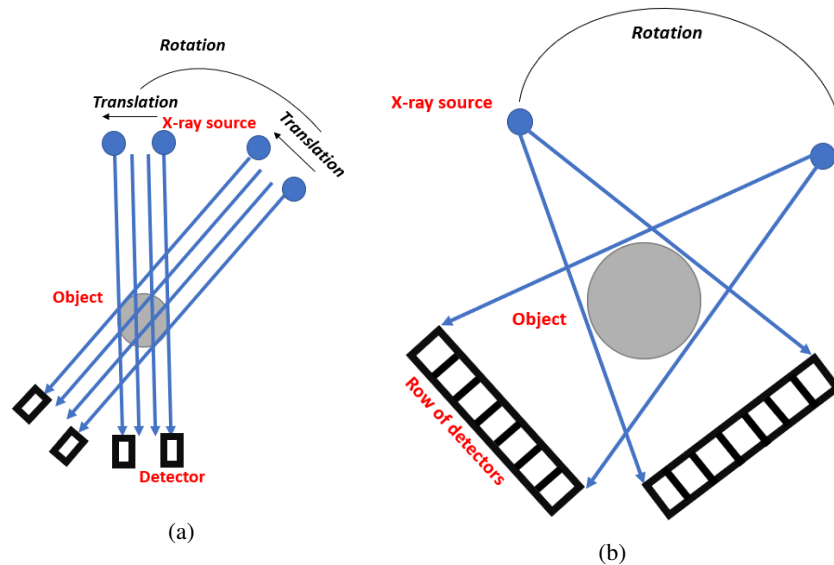 Rotation
Translation
X-ray source
Translation
Object
Detector
(a)
Rotation
X-ray source
Object
Row of detectors
(b)